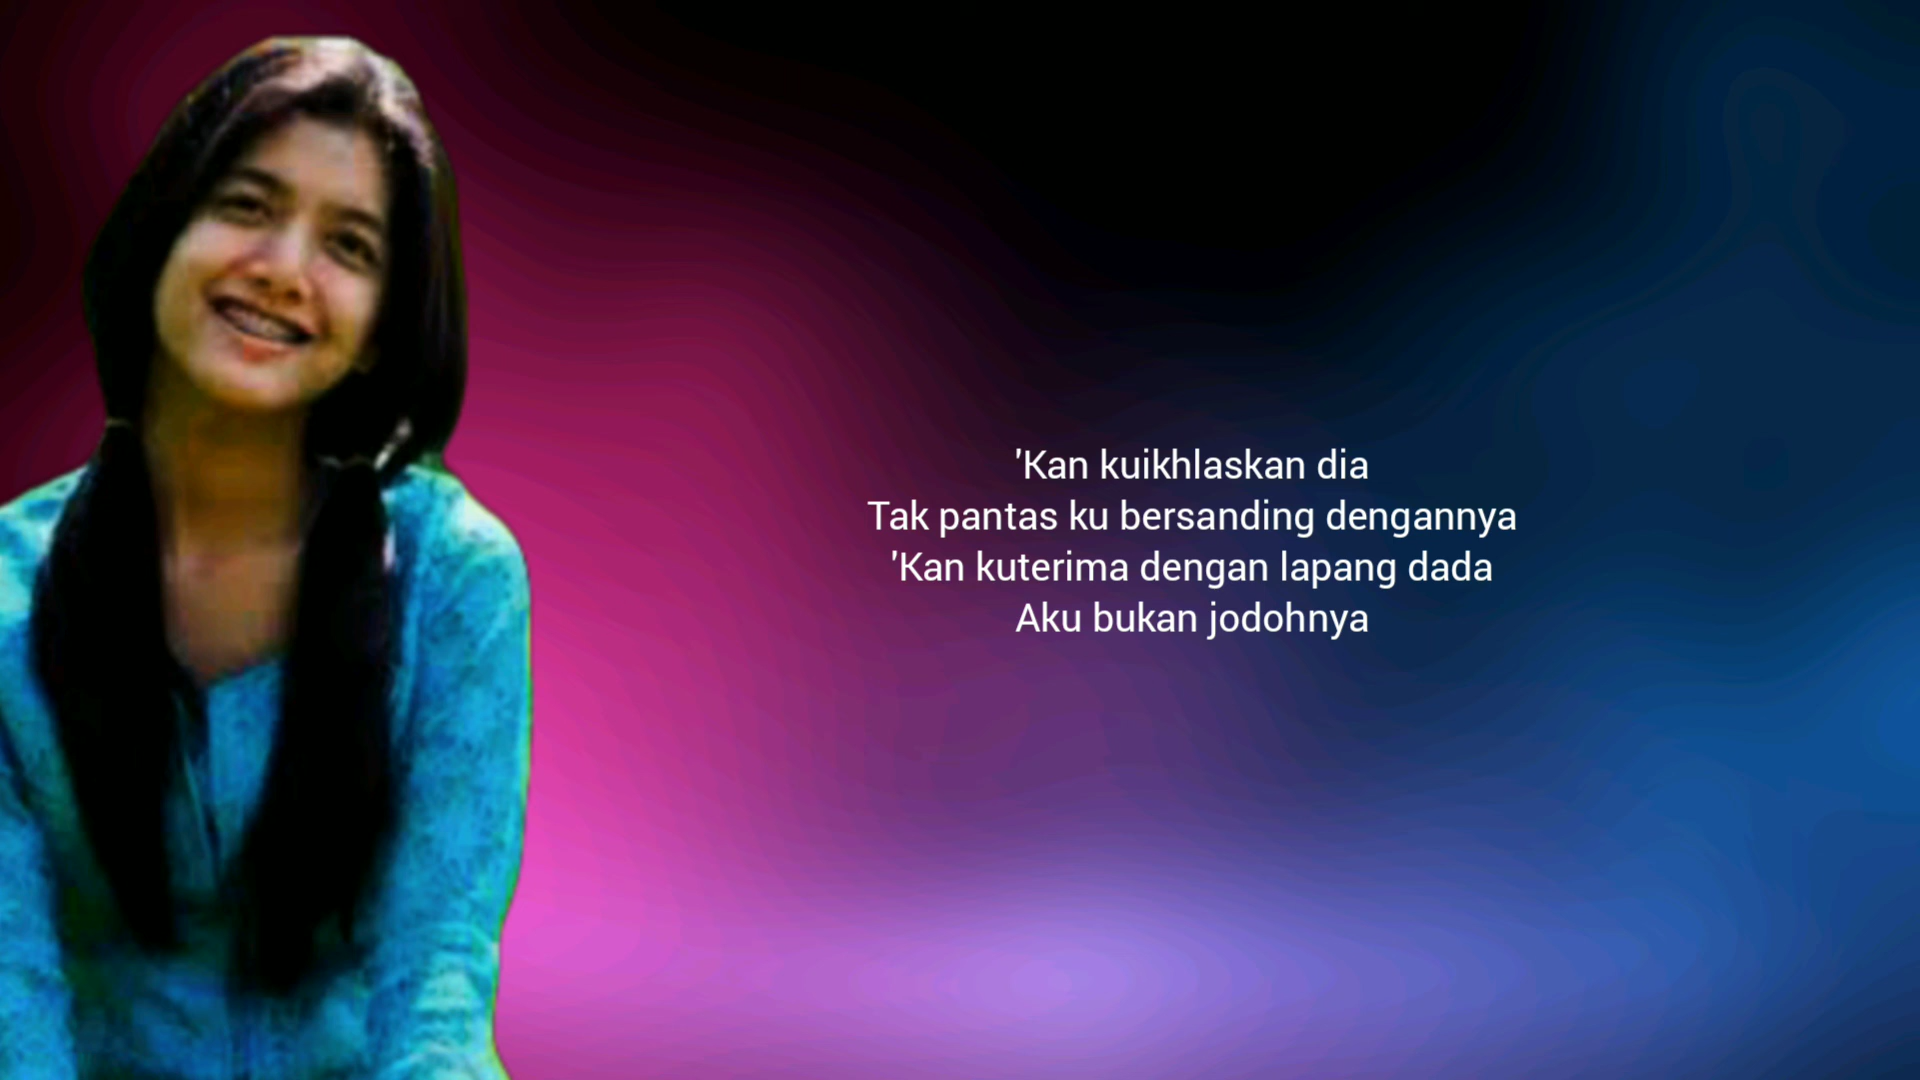 'Kan kuikhlaskan dia
Tak pantas ku bersanding dengannya
'Kan kuterima dengan lapang dada
Aku bukan jodohnya